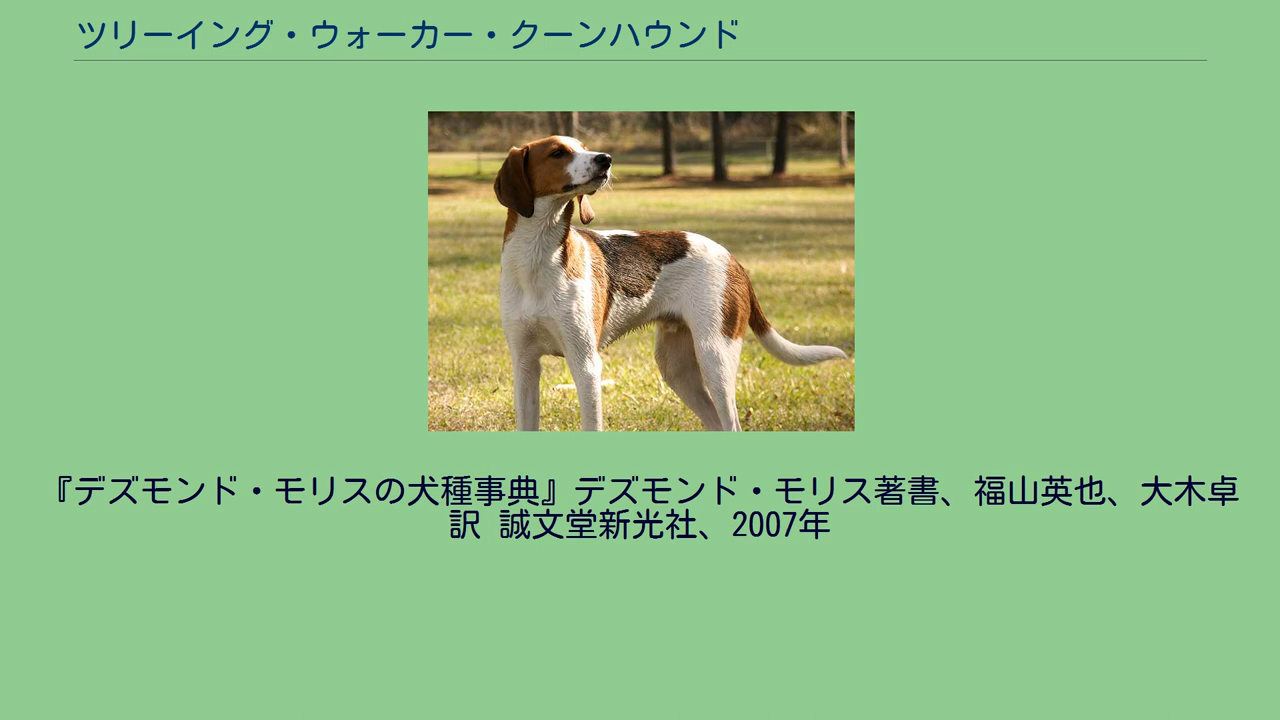 ツリーイング・ウォーカー・クーンハウンド
『デズモンド・モリスの犬種事典』デズモンド・モリス著書、福山英也、大木卓
訳 誠文堂新光社、2007年